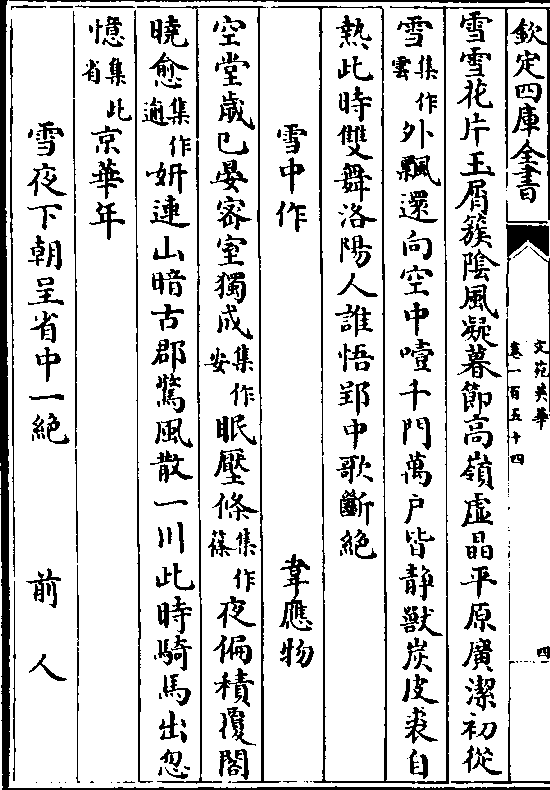 欽定四庫全書
文苑英華
卷一百五十四
四
雪雪花片玉屑簇陰風凝暮節高嶺虛晶平原廣潔初從
雪集作雲外飄還向空中噎千門萬戶皆静獸炭皮裘自
熱此時雙舞洛陽人誰悟郢中歌斷絶
雪中作 韋應物
空堂歲已晏審室獨成集作安眠壓條集作篠夜偏積覆閣
曉愈集作逾妍連山暗古郡驚風散一川此時騎馬出忽
憶集作省此京華年
雪夜下朝呈省中一絶 前人